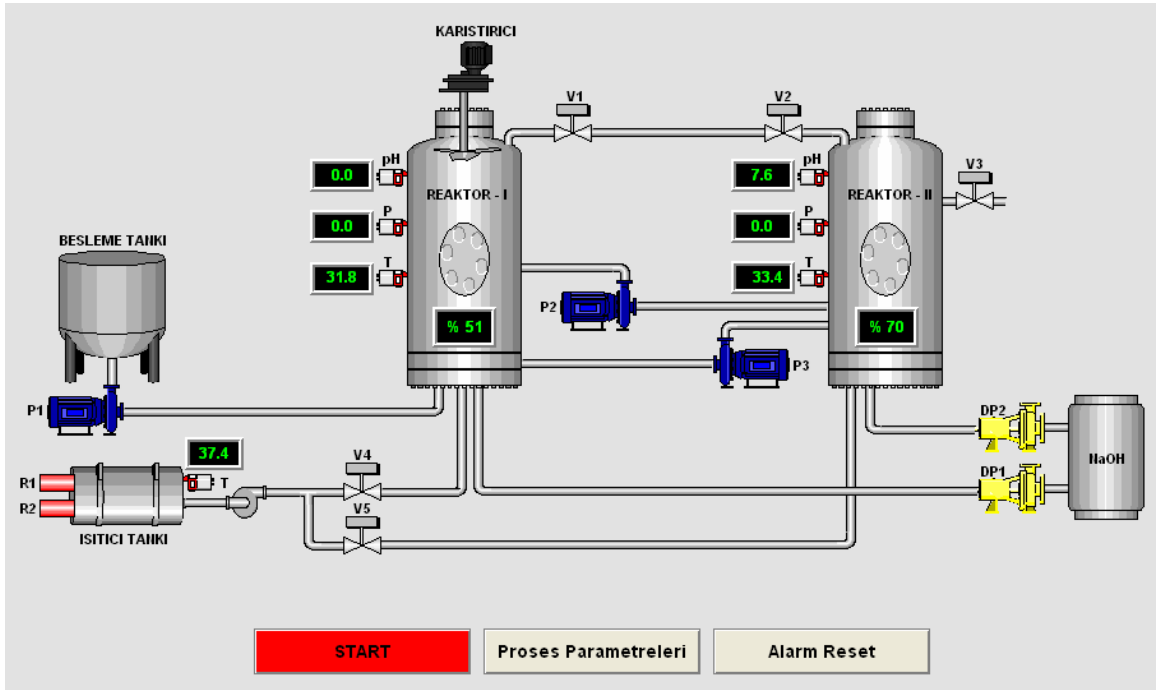 KARISTIRICI
V1
V2
pH
0.0
pH
7.6
V3
REAKTOR - I
REAKTOR - II
P
0.0
P
0.0
BESLEME TANKI
T
31.8
T
33.4
P2
% 51
% 70
P3
P1
DP2
37.4
T
V4
NaOH
R1
DP1
R2
V5
ISITICI TANKI
START
Proses Parametreleri
Alarm Reset